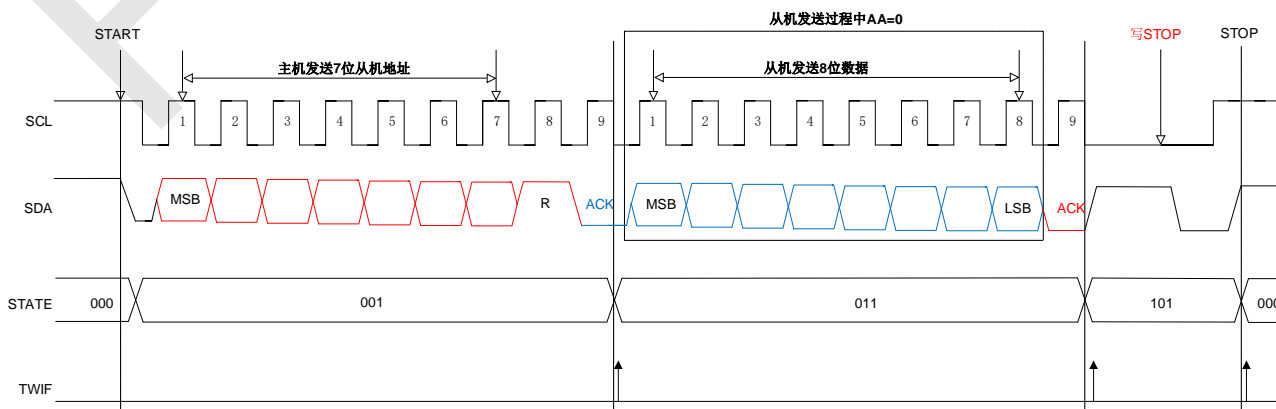 从机发送过程中AA=0
START
写STOP
STOP
主机发送7位从机地址
从机发送8位数据
SCL
1 2 3 4 5 6 7 8 9 1 2 3 4 5 6 7 8 9
SDA
MSB R ACK MSB LSB ACK
STATE 000 001 011 101 000
TWIF